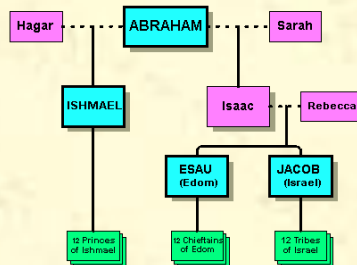 Hagar
ABRAHAM
Sarah
ISHMAEL
Isaac
Rebecca
ESAU
(Edom)
JACOB
(Israel)
12 Princes
of Ishmael
12 Chieftains
of Edom
12 Tribes
of Israel